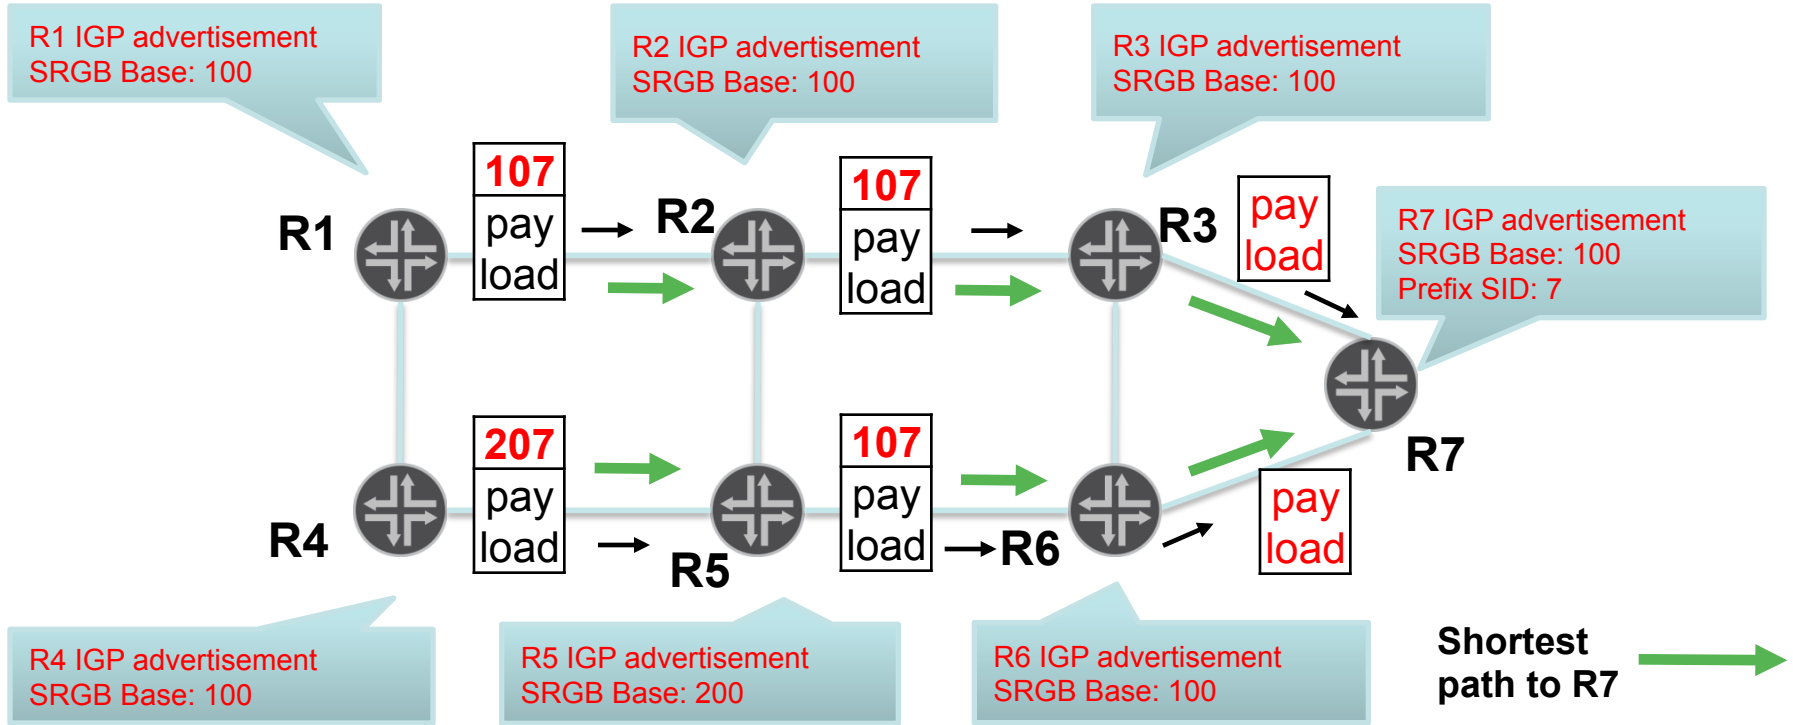 R1 IGP advertisement
SRGB Base: 100
R2 IGP advertisement
SRGB Base: 100
R3 IGP advertisement
SRGB Base: 100
107
pay
load
107
pay
load
pay
load
R1
R2
R3
R7 IGP advertisement
SRGB Base: 100
Prefix SID: 7
207
pay
load
107
pay
load
pay
load
R7
R4
R5
R6
R4 IGP advertisement
SRGB Base: 100
R5 IGP advertisement
SRGB Base: 200
R6 IGP advertisement
SRGB Base: 100
Shortest
path to R7